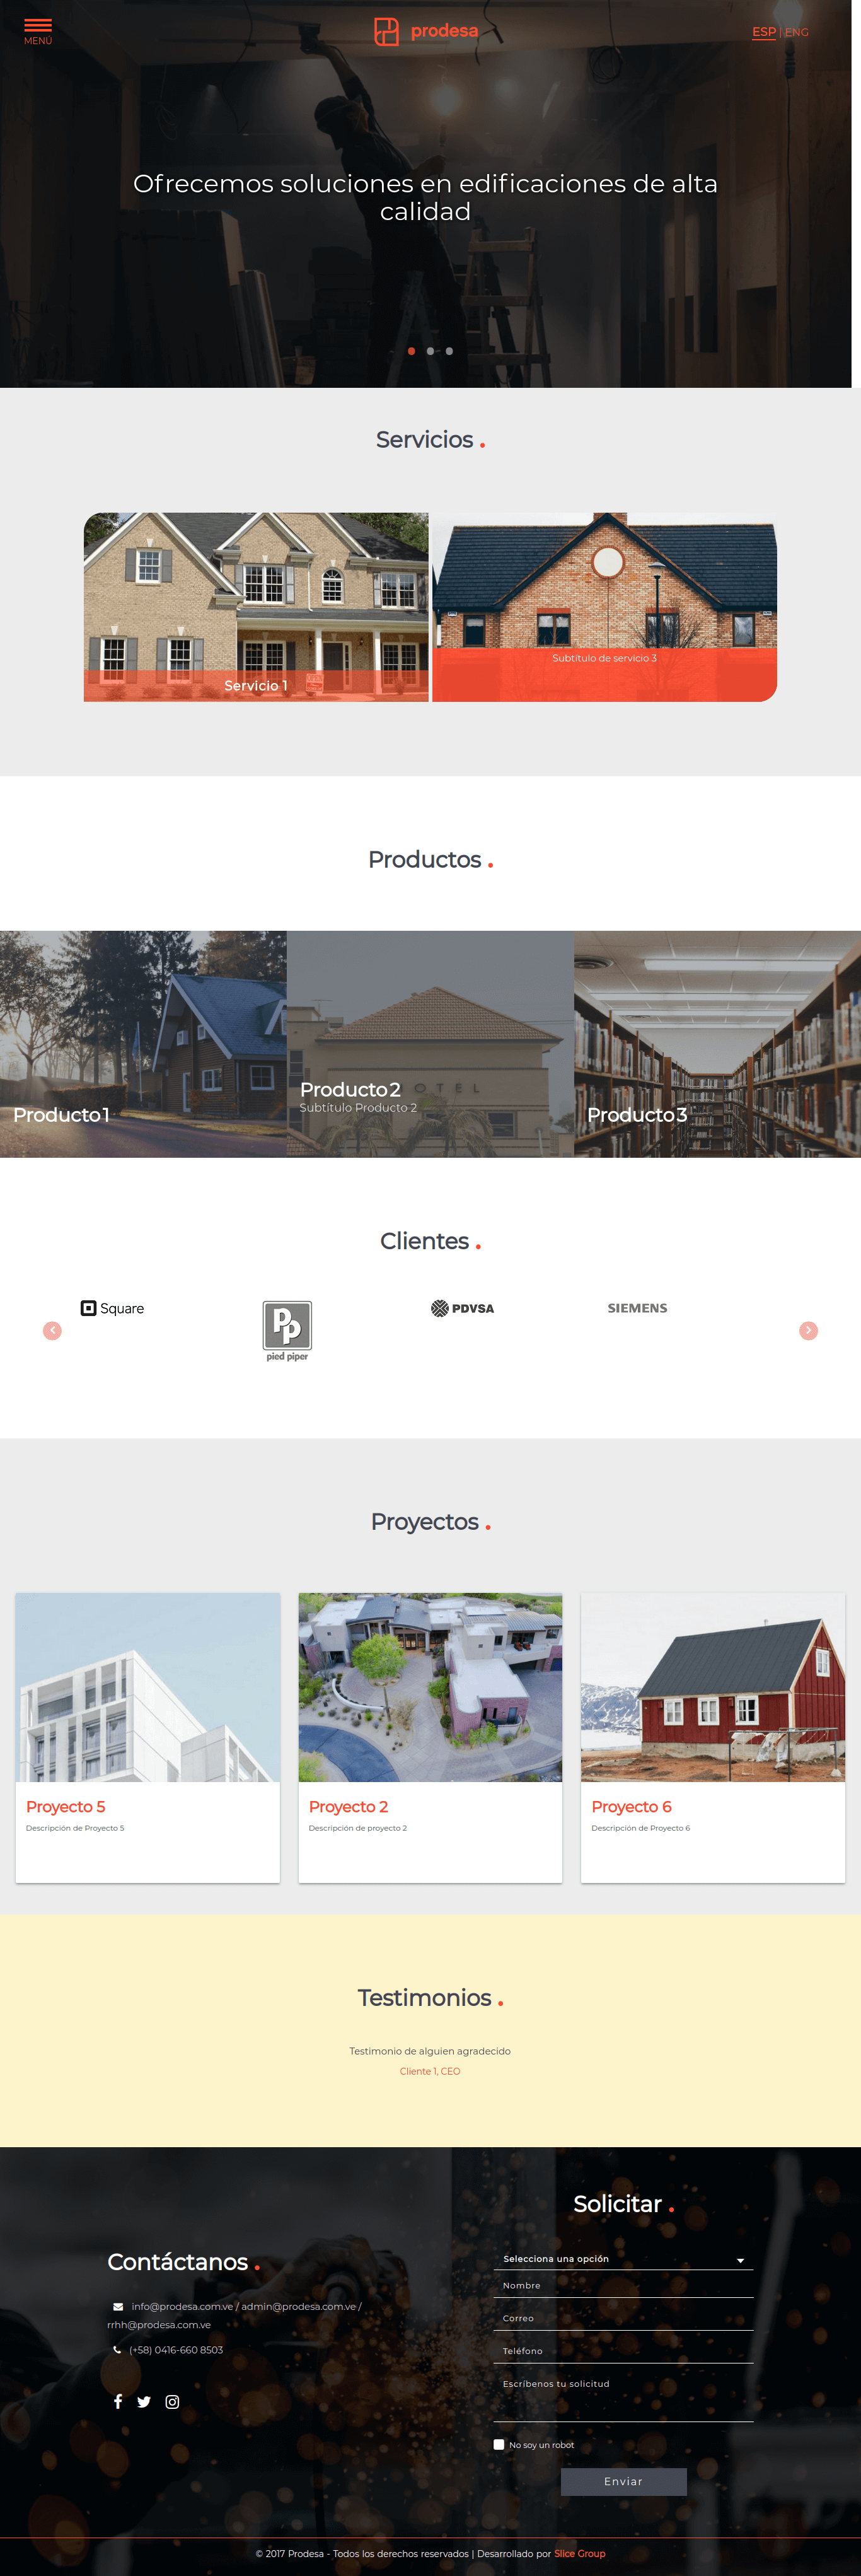 MENÚ
prodesa
ESP | ENG
Ofrecemos soluciones en edificaciones de alta
calidad
Servicios .
Servicio 1
Subtítulo de servicio 3
Productos .
Producto 1
OTEL
Producto 2
Subtítulo Producto 2
Producto 3
Clientes .
Square
PP
pied piper
PDVSA
SIEMENS
Proyectos .
Proyecto 5
Descripción de Proyecto 5
Proyecto 2
Descripción de proyecto 2
Proyecto 6
Descripción de Proyecto 6
Testimonios .
Testimonio de alguien agradecido
Cliente 1, CEO
Contáctanos .
info@prodesa.com.ve / admin@prodesa.com.ve /
rrhh@prodesa.com.ve
(+58) 0416-660 8503
Solicitar .
Selecciona una opción
Nombre
Correo
Teléfono
Escríbenos tu solicitud
No soy un robot
Enviar
© 2017 Prodesa - Todos los derechos reservados | Desarrollado por Slice Group